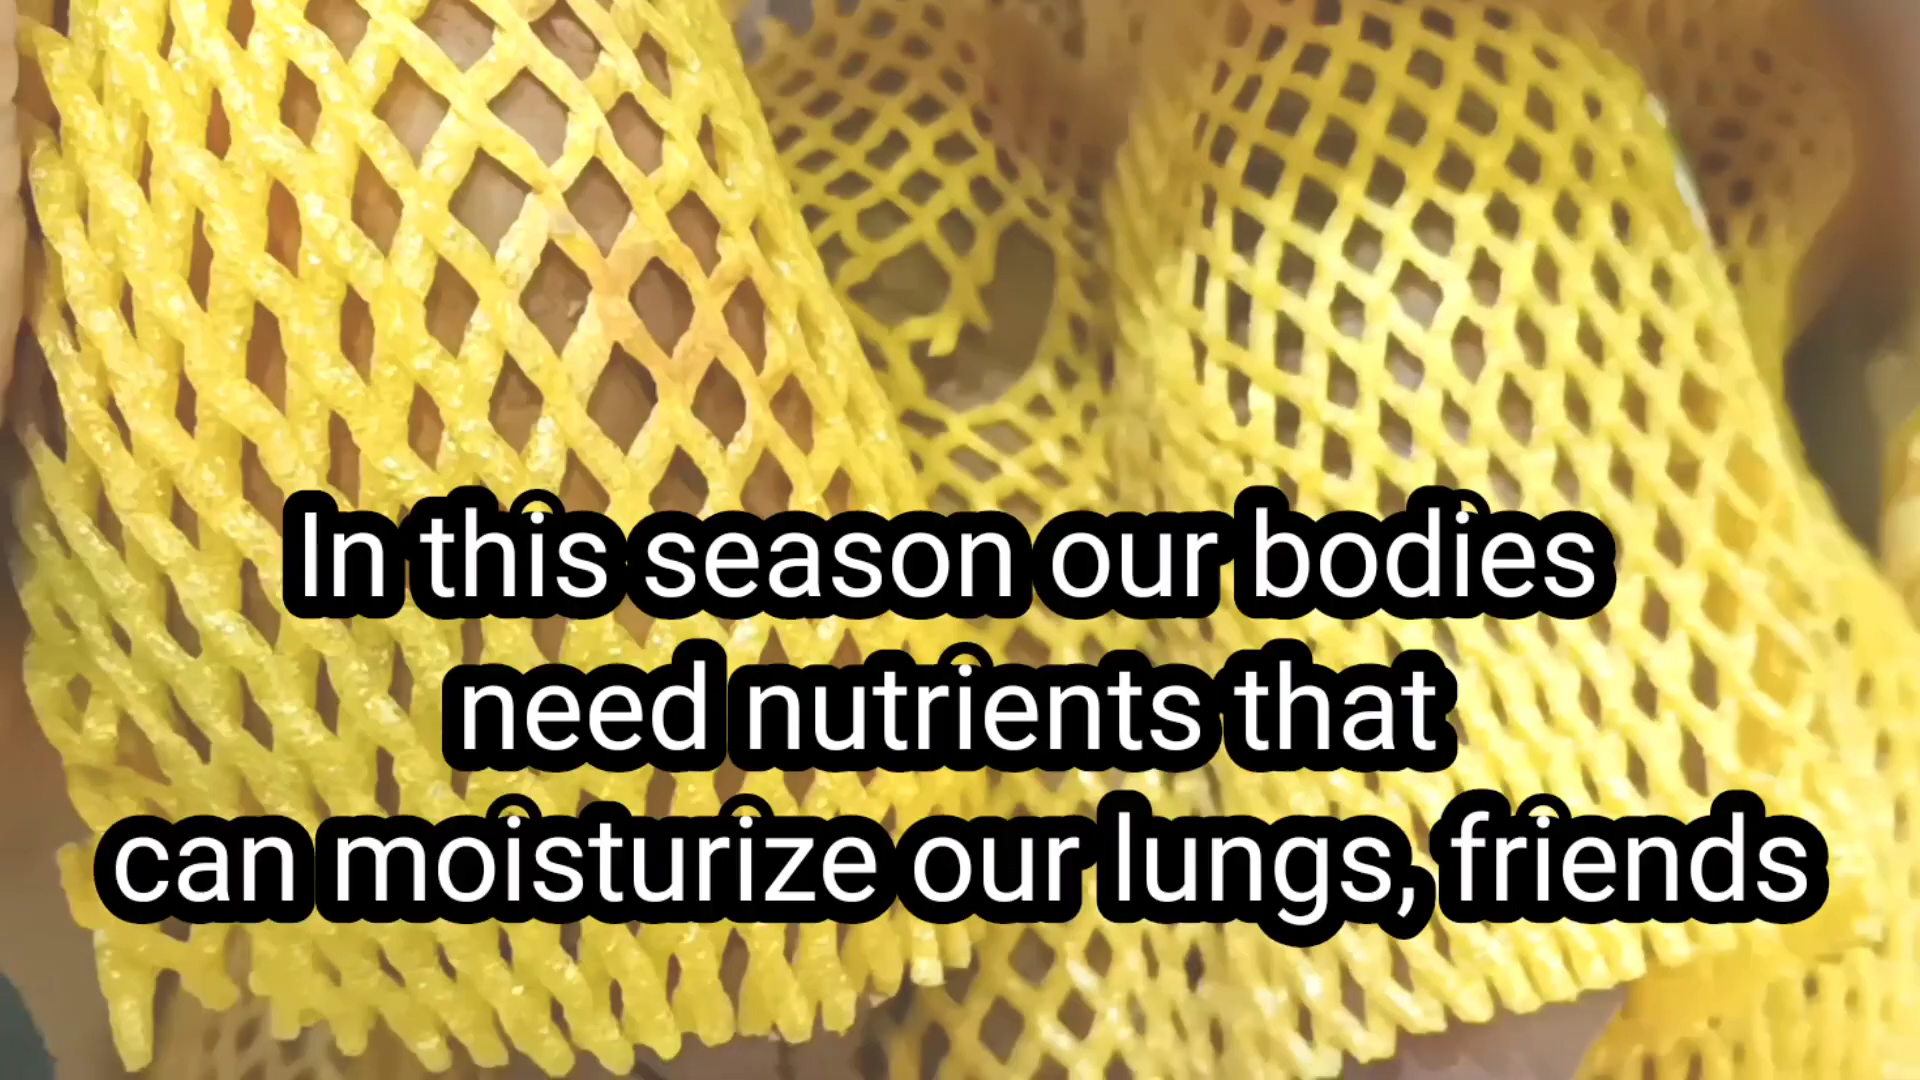 In this season our bodies
need nutrients that
can moisturize our lungs, friends